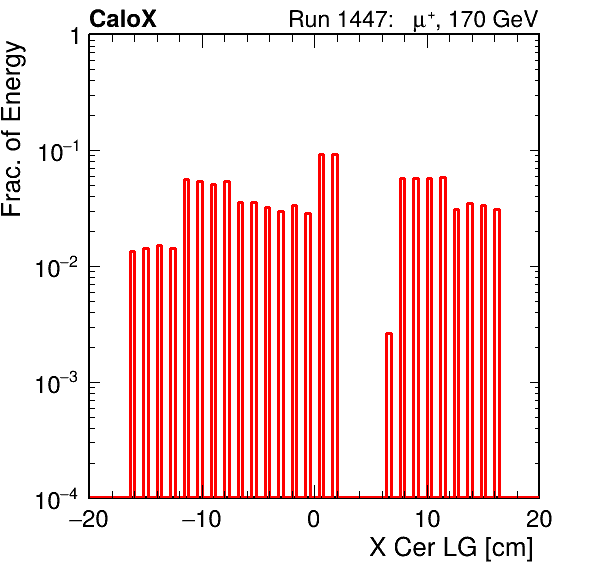 CaloX Run 1447: μ⁺, 170 GeV
Frac. of Energy
1
10⁻¹
10⁻²
10⁻³
10⁻⁴
−20 −10 0 10 20
X Cer LG [cm]